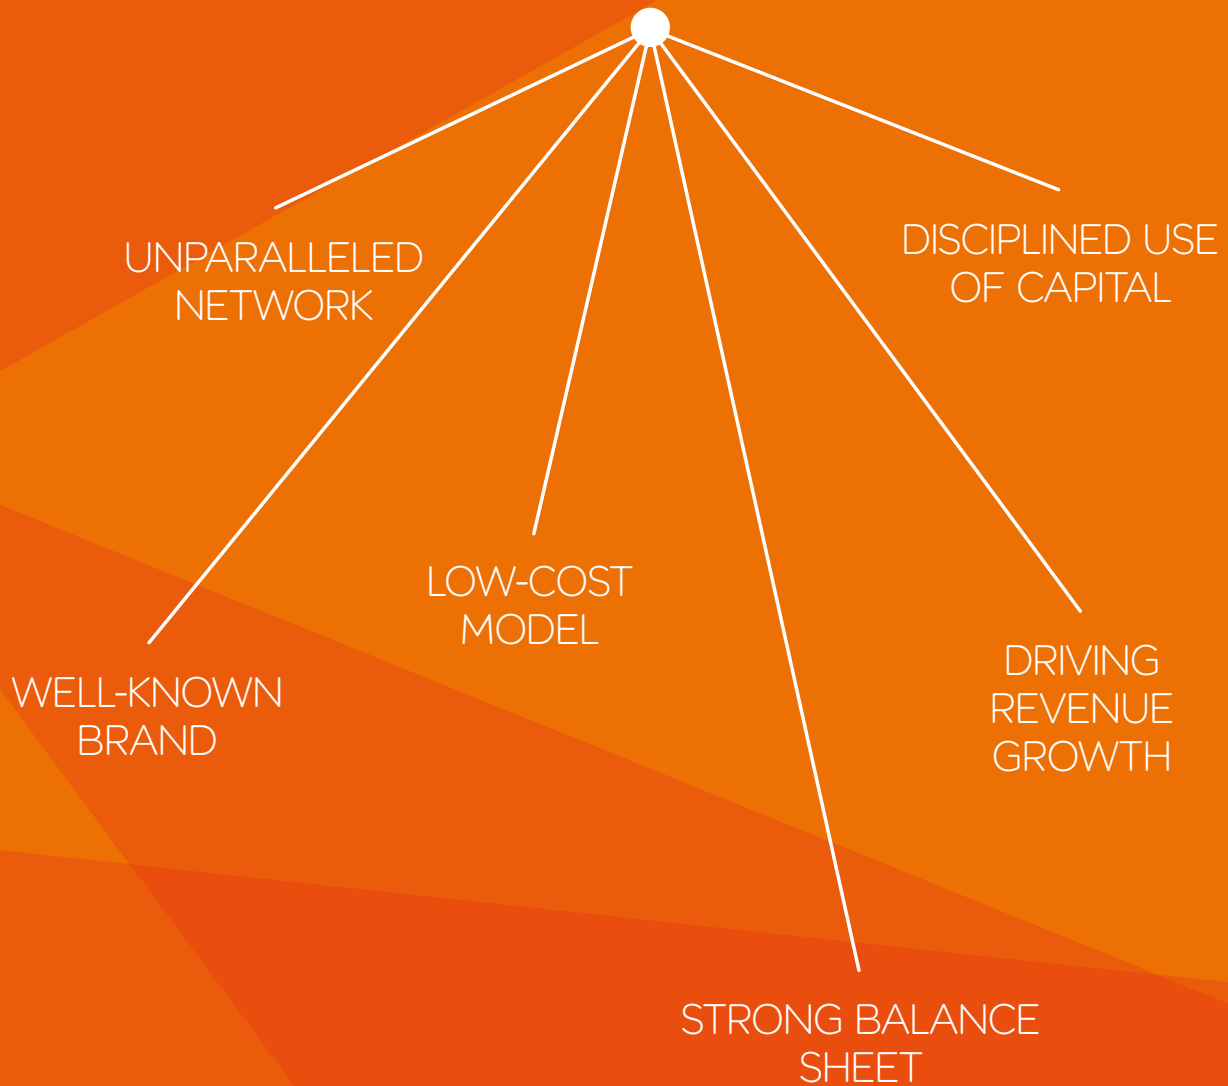 UNPARALLELED
NETWORK
DISCIPLINED USE
OF CAPITAL
LOW-COST
MODEL
WELL-KNOWN
BRAND
DRIVING
REVENUE
GROWTH
STRONG BALANCE
SHEET